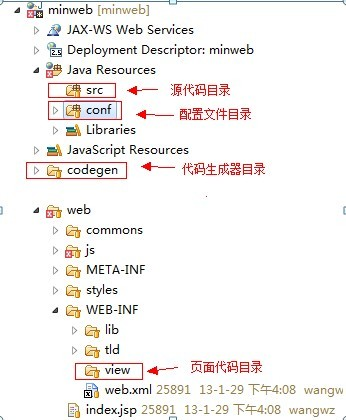 minweb [minweb]
JAX-WS Web Services
Deployment Descriptor: minweb
Java Resources
src 源代码目录
conf 配置文件目录
Libraries
JavaScript Resources
codegen 代码生成器目录
web
commons
js
META-INF
styles
WEB-INF
lib
tld
view 页面代码目录
web.xml 25891 13-1-29 下午4:08 wangw
index.jsp 25891 13-1-29 下午4:08 wangwz